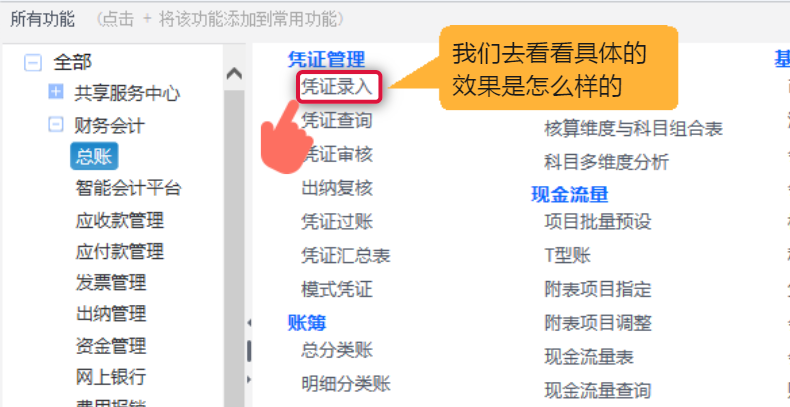 所有功能 (点击 + 将该功能添加到常用功能)
全部
共享服务中心
财务会计
总账
智能会计平台
应收款管理
应付款管理
发票管理
出纳管理
资金管理
网上银行
费用报销
凭证管理
凭证录入
凭证查询
凭证审核
出纳复核
凭证过账
凭证汇总表
模式凭证
账簿
总分类账
明细分类账
我们去看看具体的
效果是怎么样的
核算维度与科目组合表
科目多维度分析
现金流量
项目批量预设
T型账
附表项目指定
附表项目调整
现金流量表
现金流量查询